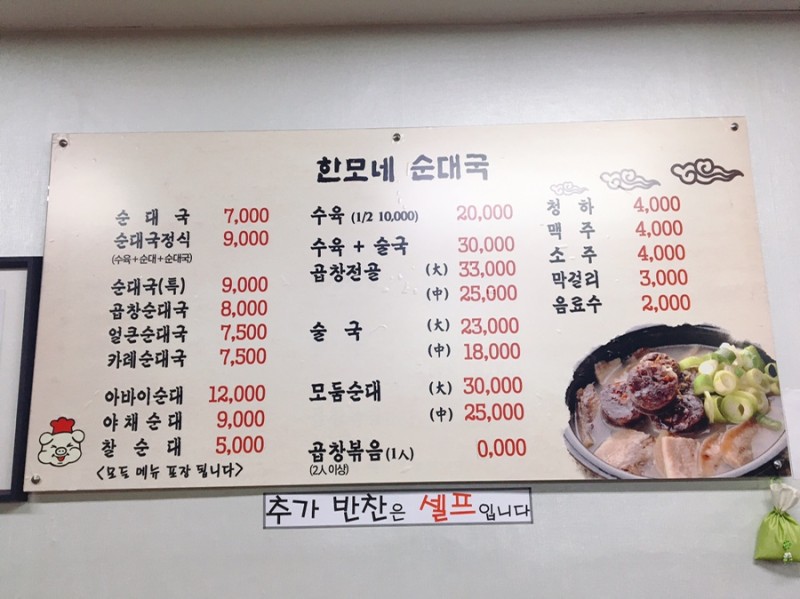 한모네 순대국
순 대 국 7,000
순대국정식 9,000
(수육+순대+순대국)
순대국(특) 9,000
곱창순대국 8,000
얼큰순대국 7,500
카레순대국 7,500
아바이순대 12,000
야 채 순 대 9,000
찰 순 대 5,000
<모든 메뉴 포장 됩니다>
수육 (1/2 10,000) 20,000
수육 + 술국 30,000
곱창전골 (大) 33,000
(中) 25,000
술 국 (大) 23,000
(中) 18,000
모둠순대 (大) 30,000
(中) 25,000
곱창볶음(1人) 0,000
(2人이상)
청 하 4,000
맥 주 4,000
소 주 4,000
막걸리 3,000
음료수 2,000
추가 반찬은 셀프입니다